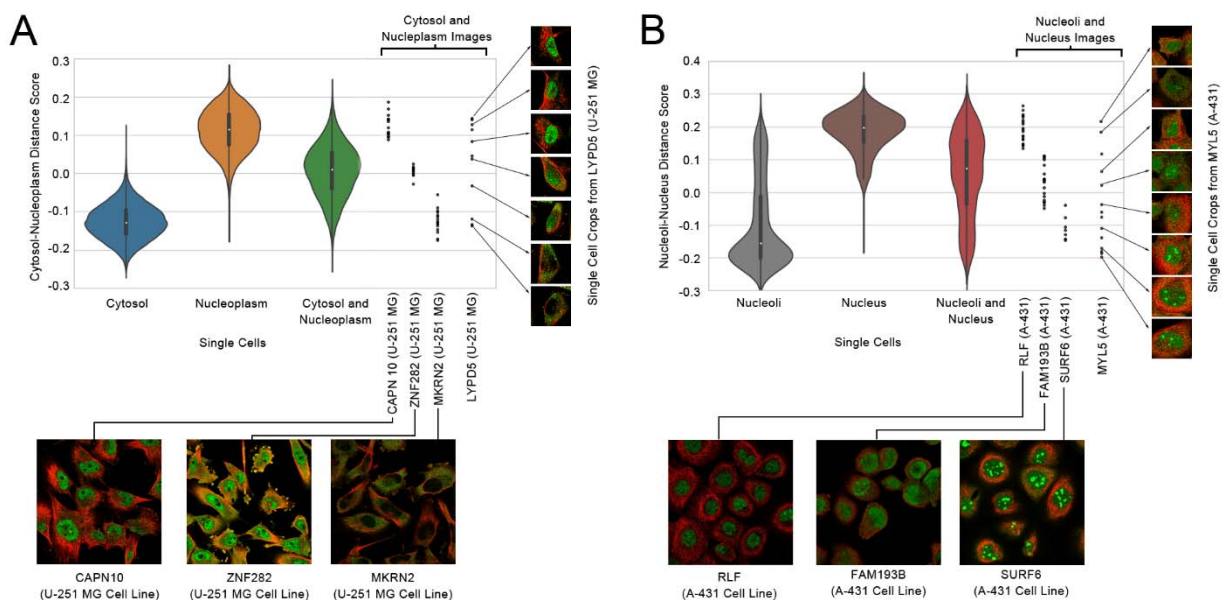 A
Cytosol and
Nucleplasm Images
Cytosol-Nucleoplasm Distance Score
0.3
0.2
0.1
0.0
-0.1
-0.2
-0.3
Cytosol
Nucleoplasm
Cytosol and
Nucleoplasm
Single Cells
CAPN 10 (U-251 MG)
ZNF282 (U-251 MG)
MKRN2 (U-251 MG)
LYPD5 (U-251 MG)
Single Cell Crops from LYPD5 (U-251 MG)
CAPN10
(U-251 MG Cell Line)
ZNF282
(U-251 MG Cell Line)
MKRN2
(U-251 MG Cell Line)
B
Nucleoli and
Nucleus Images
Nucleoli-Nucleus Distance Score
0.4
0.3
0.2
0.1
0.0
-0.1
-0.2
-0.3
Nucleoli
Nucleus
Nucleoli and
Nucleus
Single Cells
RLF (A-431)
FAM193B (A-431)
SURF6 (A-431)
MYL5 (A-431)
Single Cell Crops from MYL5 (A-431)
RLF
(A-431 Cell Line)
FAM193B
(A-431 Cell Line)
SURF6
(A-431 Cell Line)